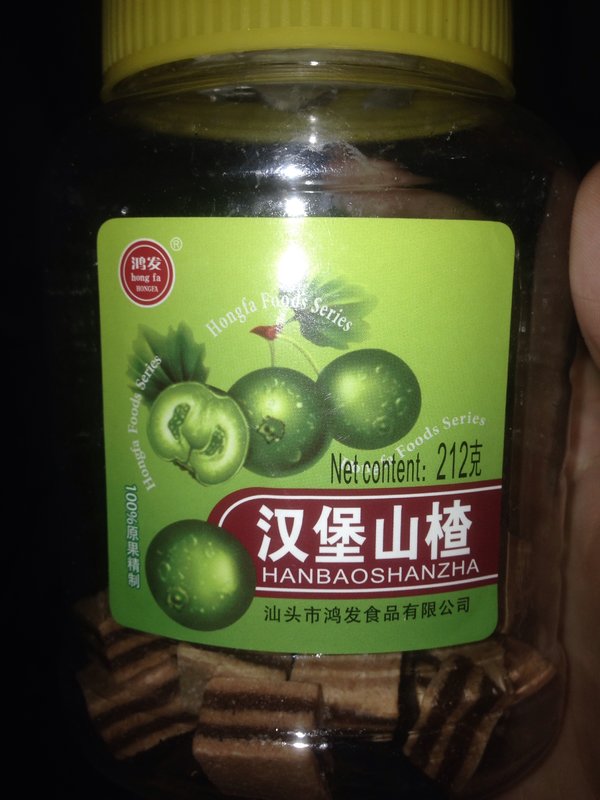 鸿发
hong fa
HONGFA
®
Hongfa Foods Series
Hongfa Foods Series
Hongfa Foods Series
Net content: 212克
100%原果精制
汉堡山楂
HANBAOSHANZHA
汕头市鸿发食品有限公司